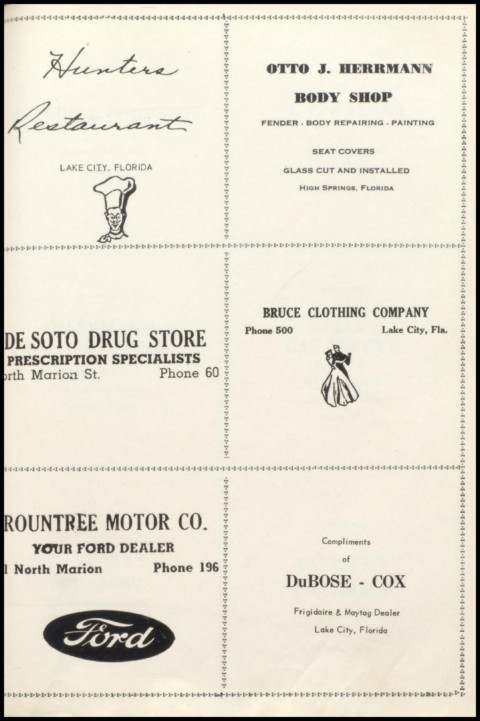 Hunters
Restaurant
LAKE CITY, FLORIDA
OTTO J. HERRMANN
BODY SHOP
FENDER - BODY REPAIRING - PAINTING
SEAT COVERS
GLASS CUT AND INSTALLED
HIGH SPRINGS, FLORIDA
DE SOTO DRUG STORE
PRESCRIPTION SPECIALISTS
orth Marion St. Phone 60
BRUCE CLOTHING COMPANY
Phone 500 Lake City, Fla.
ROUNTREE MOTOR CO.
YOUR FORD DEALER
North Marion Phone 196
Ford
Compliments
of
DuBOSE - COX
Frigidaire & Maytag Dealer
Lake City, Florida